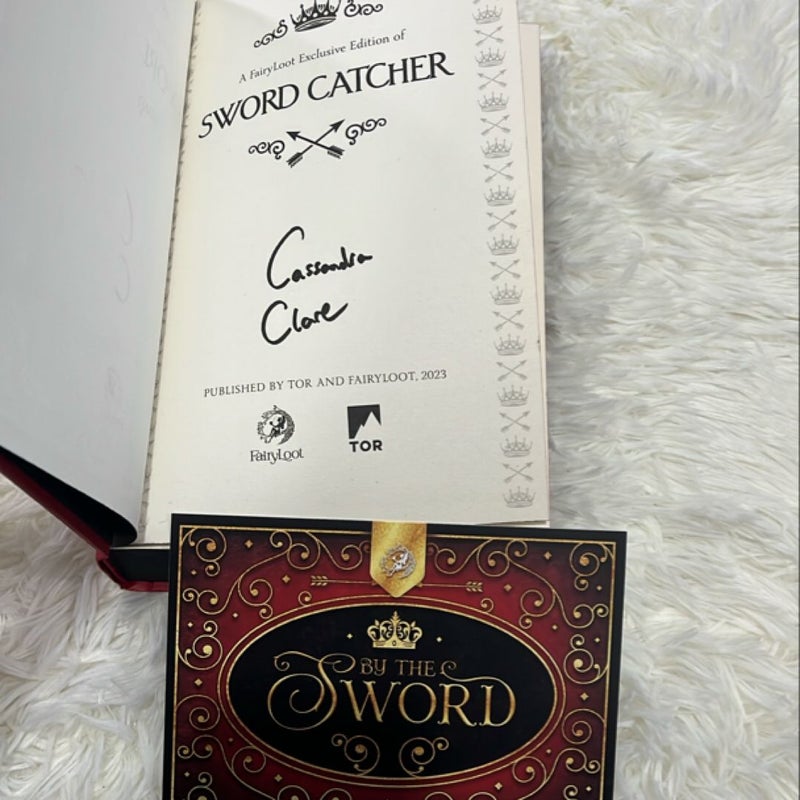 A FairyLoot Exclusive Edition of
SWORD CATCHER
Cassandra
Clare
PUBLISHED BY TOR AND FAIRYLOOT, 2023
FairyLoot
TOR
BY THE
SWORD